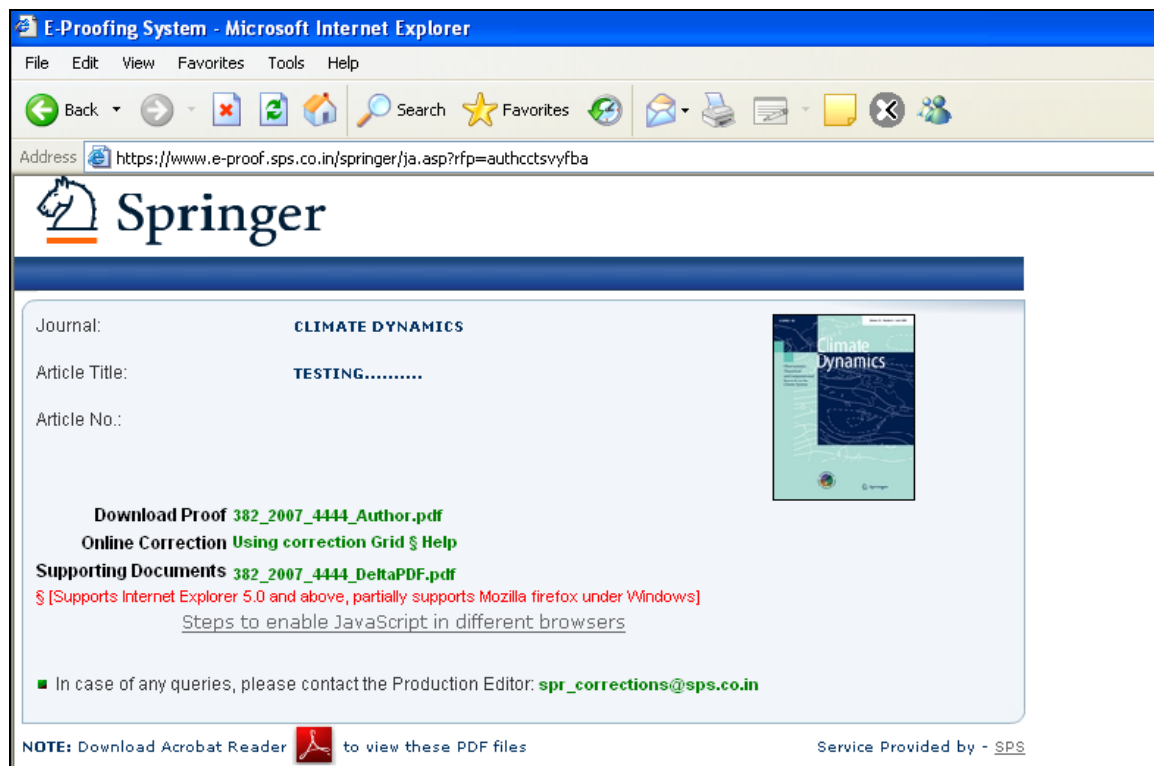 E-Proofing System - Microsoft Internet Explorer
File Edit View Favorites Tools Help
Back Search Favorites
Address https://www.e-proof.sps.co.in/springer/ja.asp?rfp=authcctsvyfba
Springer
Journal: CLIMATE DYNAMICS
Climate
Dynamics
Article Title: TESTING..........
Article No.:
Springer
Download Proof 382_2007_4444_Author.pdf
Online Correction Using correction Grid § Help
Supporting Documents 382_2007_4444_DeltaPDF.pdf
§ [Supports Internet Explorer 5.0 and above, partially supports Mozilla firefox under Windows]
Steps to enable JavaScript in different browsers
In case of any queries, please contact the Production Editor: spr_corrections@sps.co.in
NOTE: Download Acrobat Reader to view these PDF files Service Provided by - SPS